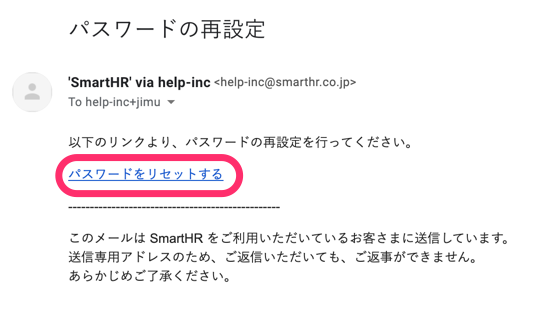 パスワードの再設定
'SmartHR' via help-inc <help-inc@smarthr.co.jp>
To help-inc+jimu
以下のリンクより、パスワードの再設定を行ってください。
パスワードをリセットする
--------------------------------------------------
このメールは SmartHR をご利用いただいているお客さまに送信しています。
送信専用アドレスのため、ご返信いただいても、ご返事ができません。
あらかじめご了承ください。